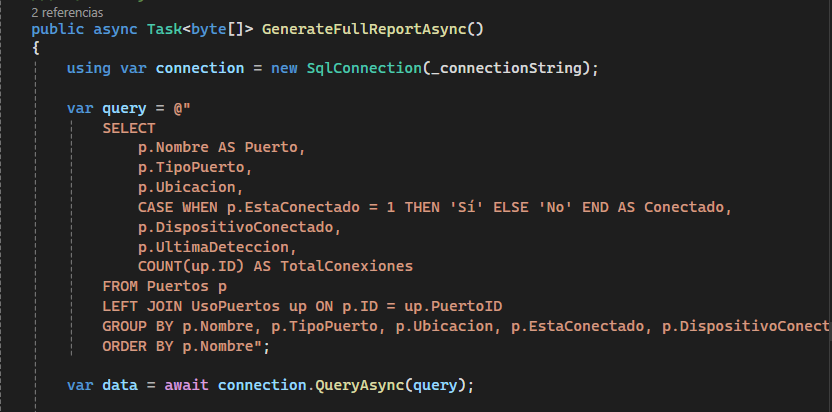 2 referencias
public async Task<byte[]> GenerateFullReportAsync()
{
using var connection = new SqlConnection(_connectionString);
var query = @"
SELECT
p.Nombre AS Puerto,
p.TipoPuerto,
p.Ubicacion,
CASE WHEN p.EstaConectado = 1 THEN 'Sí' ELSE 'No' END AS Conectado,
p.DispositivoConectado,
p.UltimaDeteccion,
COUNT(up.ID) AS TotalConexiones
FROM Puertos p
LEFT JOIN UsoPuertos up ON p.ID = up.PuertoID
GROUP BY p.Nombre, p.TipoPuerto, p.Ubicacion, p.EstaConectado, p.DispositivoConect
ORDER BY p.Nombre";
var data = await connection.QueryAsync(query);